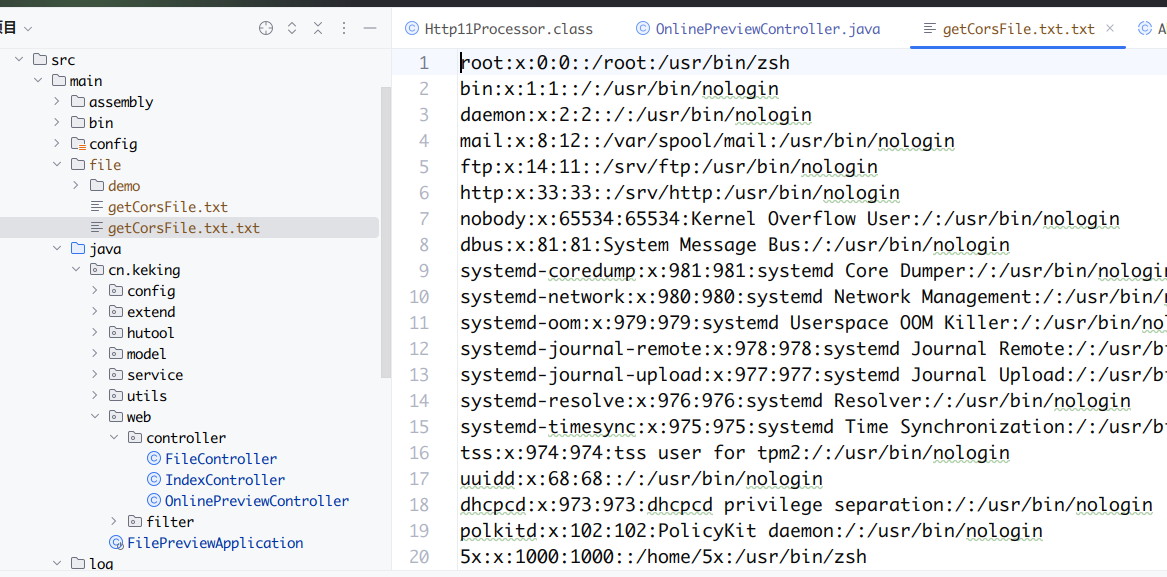 目
Http11Processor.class
OnlinePreviewController.java
getCorsFile.txt.txt
src
main
assembly
bin
config
file
demo
getCorsFile.txt
getCorsFile.txt.txt
java
cn.keking
config
extend
hutool
model
service
utils
web
controller
FileController
IndexController
OnlinePreviewController
filter
FilePreviewApplication
log
1 root:x:0:0::/root:/usr/bin/zsh
2 bin:x:1:1::/:/usr/bin/nologin
3 daemon:x:2:2::/:/usr/bin/nologin
4 mail:x:8:12::/var/spool/mail:/usr/bin/nologin
5 ftp:x:14:11::/srv/ftp:/usr/bin/nologin
6 http:x:33:33::/srv/http:/usr/bin/nologin
7 nobody:x:65534:65534:Kernel Overflow User:/:/usr/bin/nologin
8 dbus:x:81:81:System Message Bus:/:/usr/bin/nologin
9 systemd-coredump:x:981:981:systemd Core Dumper:/:/usr/bin/nologin
10 systemd-network:x:980:980:systemd Network Management:/:/usr/bin/
11 systemd-oom:x:979:979:systemd Userspace OOM Killer:/:/usr/bin/nol
12 systemd-journal-remote:x:978:978:systemd Journal Remote:/:/usr/b
13 systemd-journal-upload:x:977:977:systemd Journal Upload:/:/usr/b
14 systemd-resolve:x:976:976:systemd Resolver:/:/usr/bin/nologin
15 systemd-timesync:x:975:975:systemd Time Synchronization:/:/usr/b
16 tss:x:974:974:tss user for tpm2:/:/usr/bin/nologin
17 uuidd:x:68:68::/:/usr/bin/nologin
18 dhcpcd:x:973:973:dhcpcd privilege separation:/:/usr/bin/nologin
19 polkitd:x:102:102:PolicyKit daemon:/:/usr/bin/nologin
20 5x:x:1000:1000::/home/5x:/usr/bin/zsh